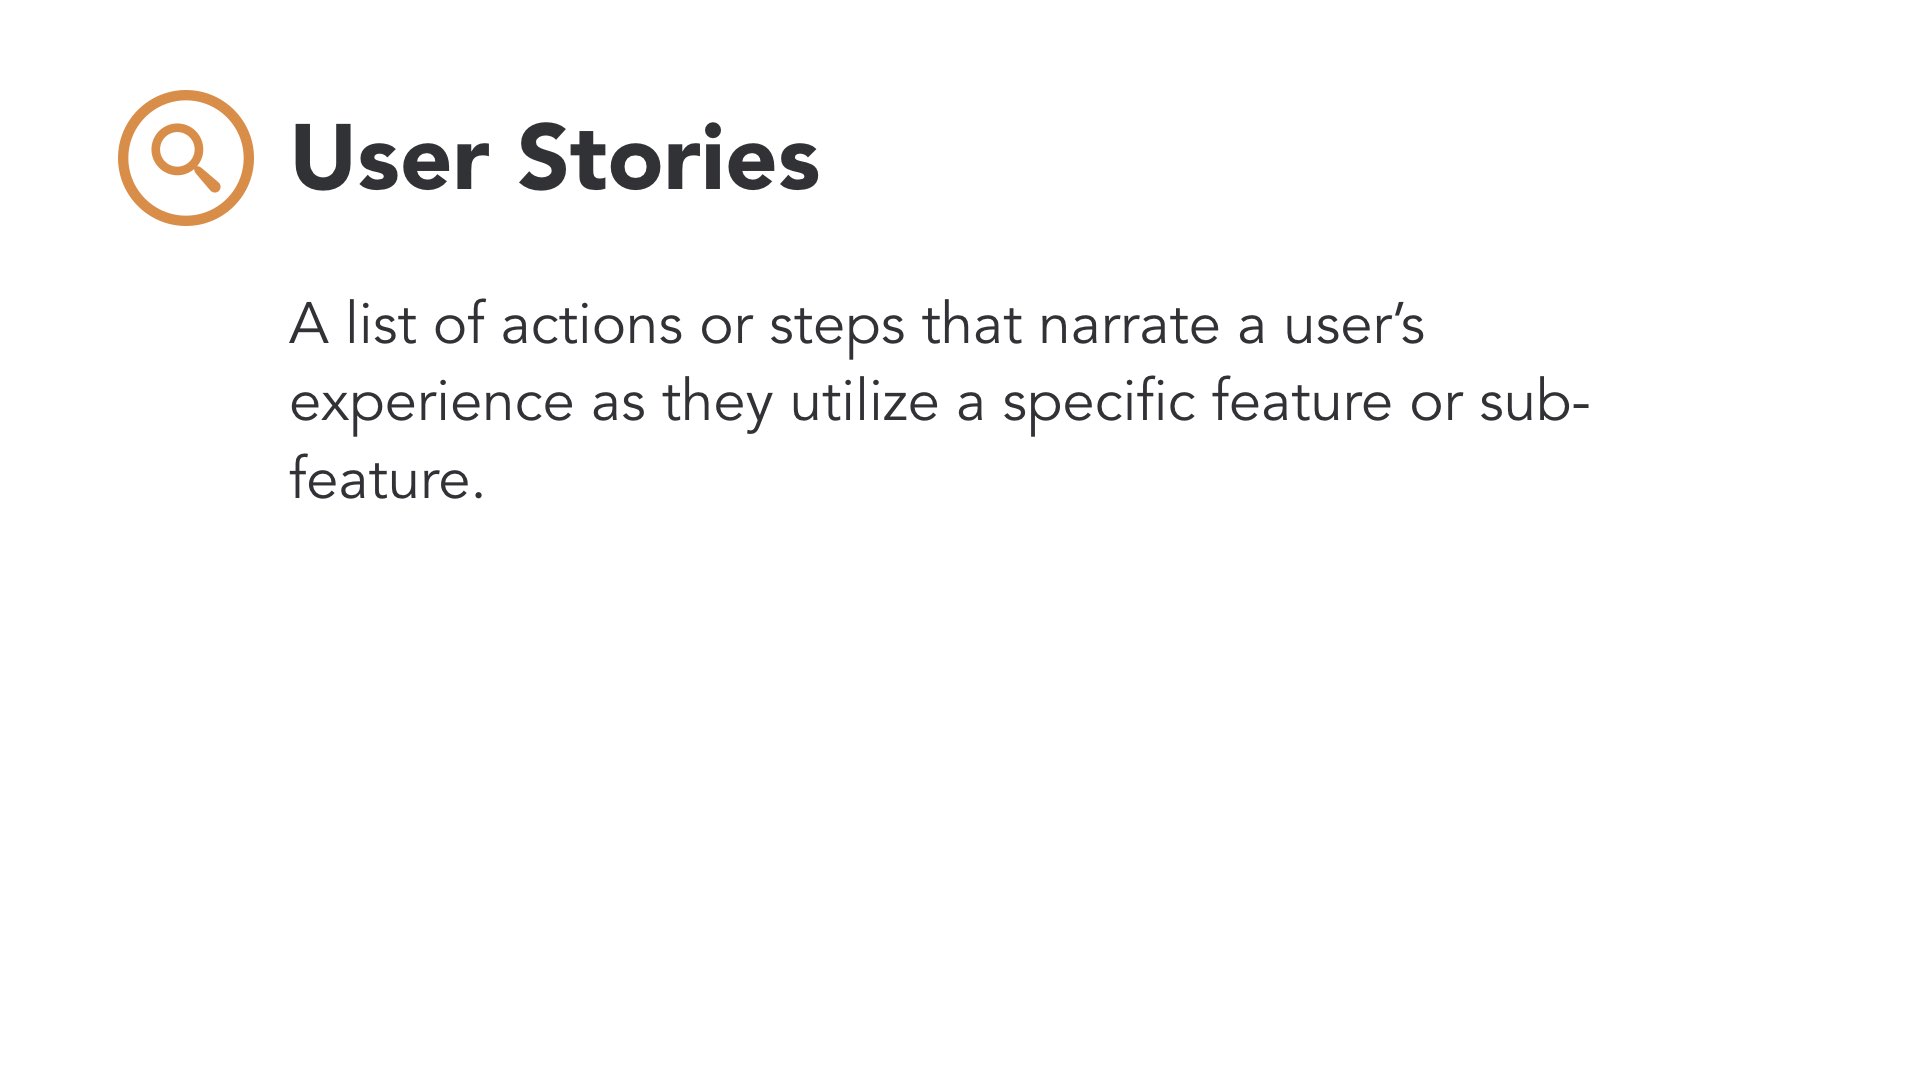 User Stories
A list of actions or steps that narrate a user’s
experience as they utilize a specific feature or sub-
feature.